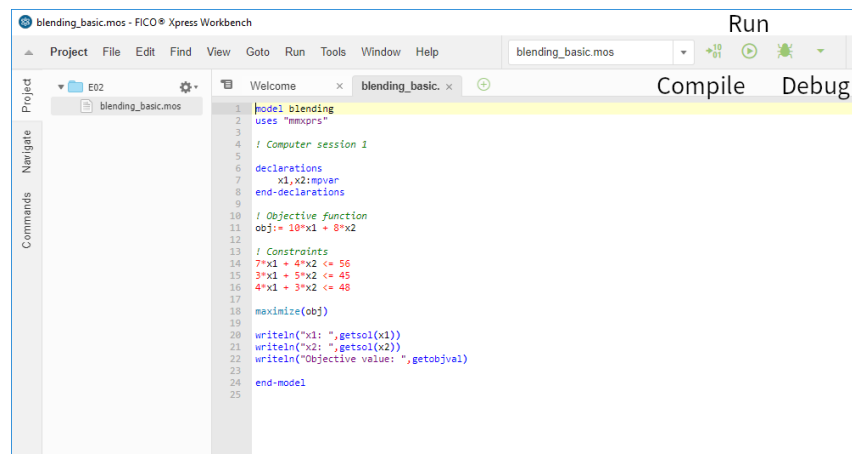 blending_basic.mos - FICO® Xpress Workbench
Run
Project File Edit Find View Goto Run Tools Window Help
blending_basic.mos
10
01
Compile Debug
Project
Navigate
Commands
E02
blending_basic.mos
Welcome × blending_basic. ×
1 model blending
2 uses "mmxprs"
3
4 ! Computer session 1
5
6 declarations
7 x1,x2:mpvar
8 end-declarations
9
10 ! Objective function
11 obj:= 10*x1 + 8*x2
12
13 ! Constraints
14 7*x1 + 4*x2 <= 56
15 3*x1 + 5*x2 <= 45
16 4*x1 + 3*x2 <= 48
17
18 maximize(obj)
19
20 writeln("x1: ",getsol(x1))
21 writeln("x2: ",getsol(x2))
22 writeln("Objective value: ",getobjval)
23
24 end-model
25